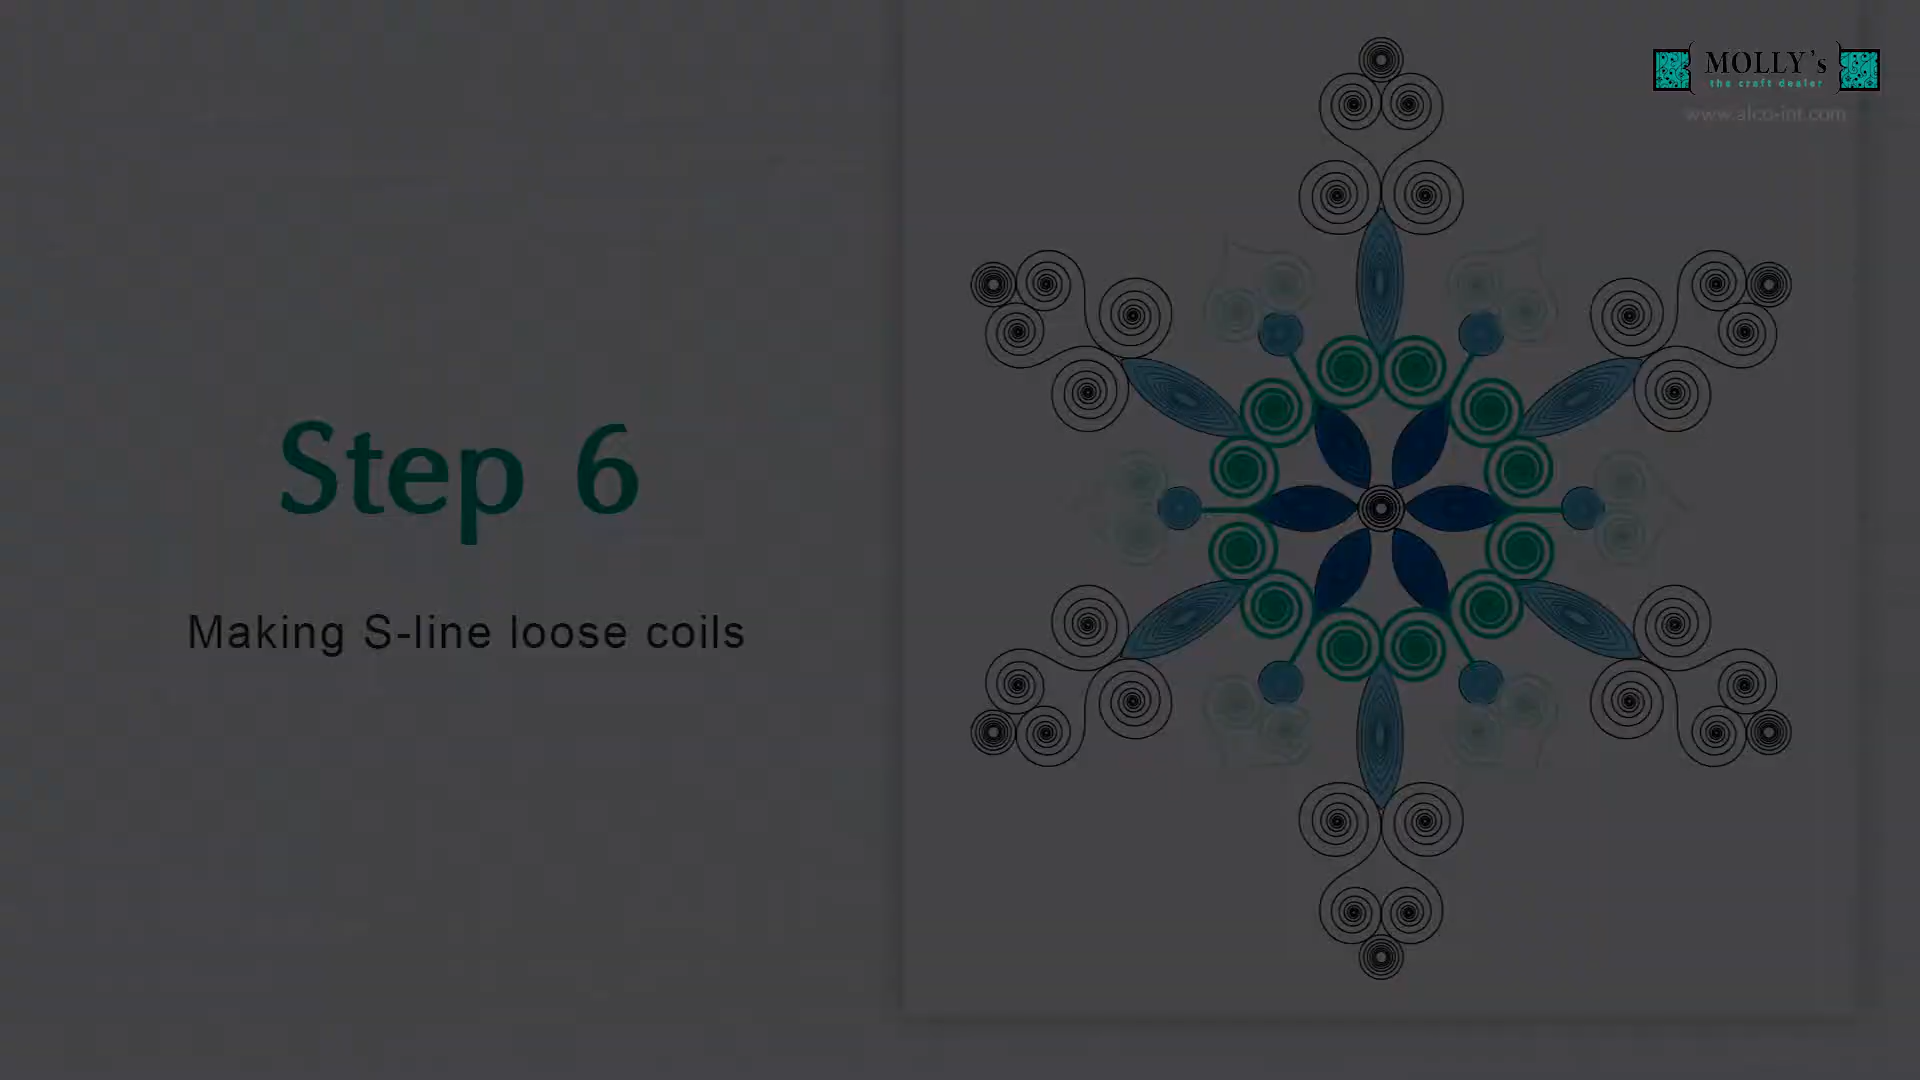 MOLLY's
the craft dealer
www.alco-int.com
Step 6
Making S-line loose coils